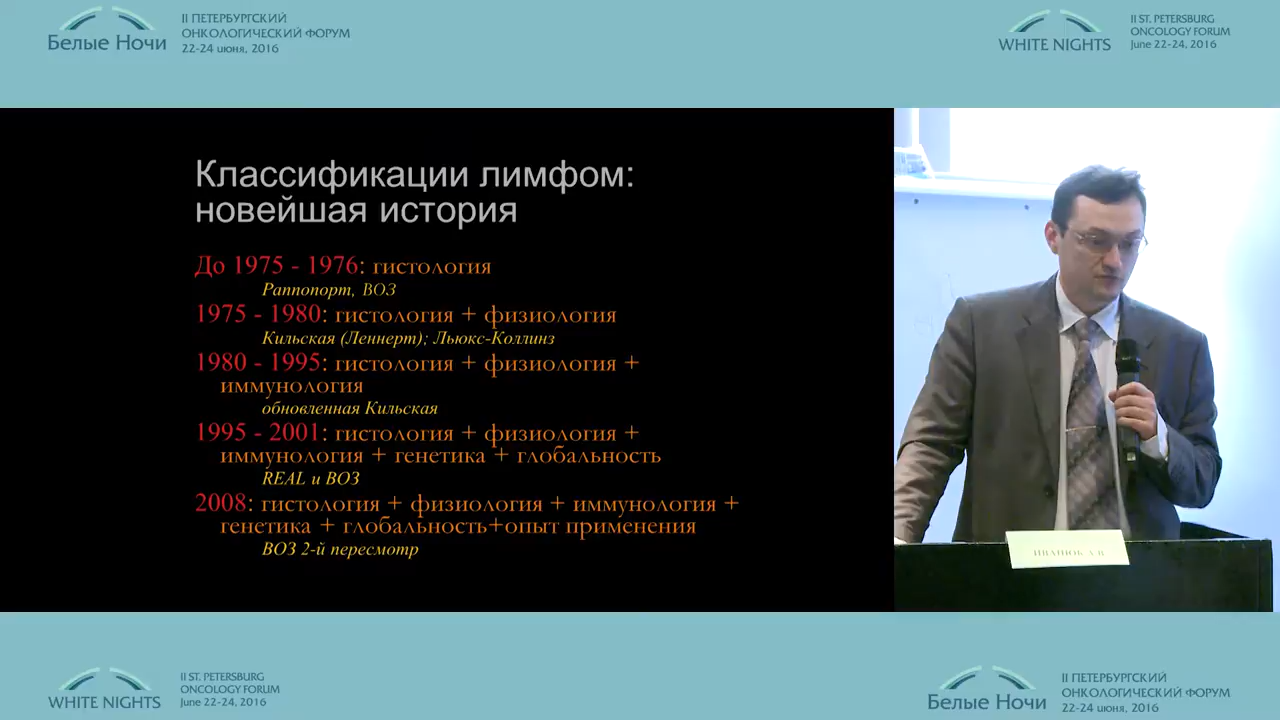 Белые Ночи
II ПЕТЕРБУРГСКИЙ
ОНКОЛОГИЧЕСКИЙ ФОРУМ
22-24 июня, 2016
WHITE NIGHTS
II ST. PETERSBURG
ONCOLOGY FORUM
June 22-24, 2016
Классификации лимфом:
новейшая история
До 1975 - 1976: гистология
Раппопорт, ВОЗ
1975 - 1980: гистология + физиология
Кильская (Леннерт); Льюкс-Коллинз
1980 - 1995: гистология + физиология +
иммунология
обновленная Кильская
1995 - 2001: гистология + физиология +
иммунология + генетика + глобальность
REAL и ВОЗ
2008: гистология + физиология + иммунология +
генетика + глобальность+опыт применения
ВОЗ 2-й пересмотр
WHITE NIGHTS
II ST. PETERSBURG
ONCOLOGY FORUM
June 22-24, 2016
Белые Ночи
II ПЕТЕРБУРГСКИЙ
ОНКОЛОГИЧЕСКИЙ ФОРУМ
22-24 июня, 2016